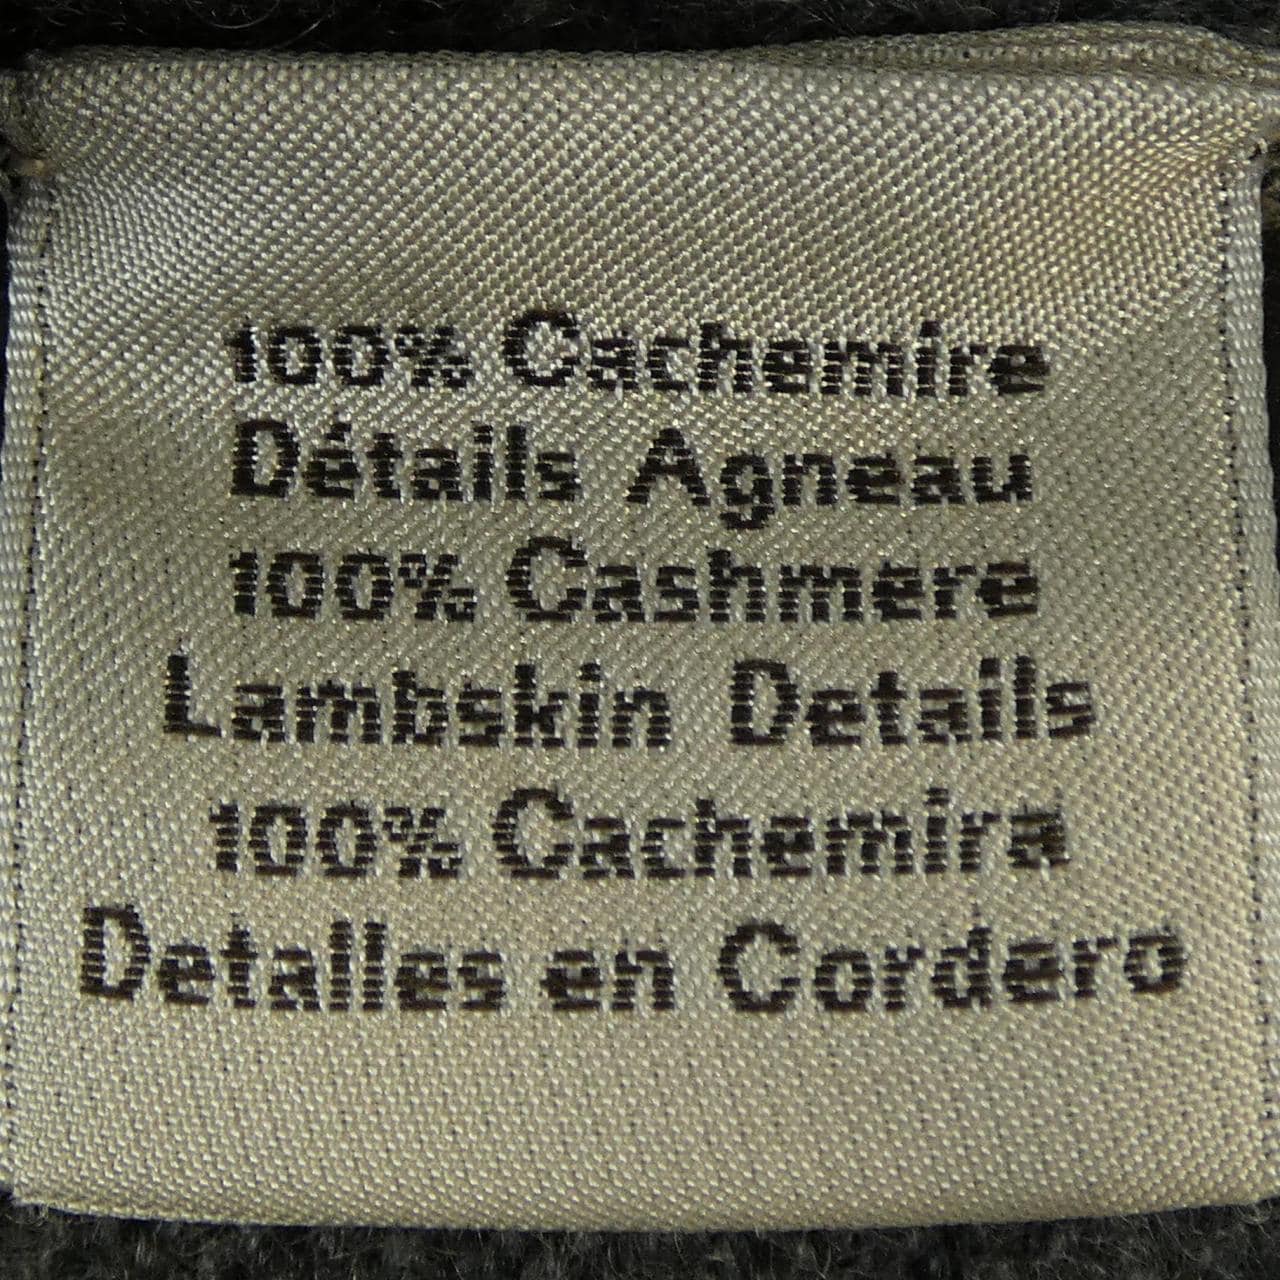 100% Cachemire
Détails Agneau
100% Cashmere
Lambskin Details
100% Cachemira
Detalles en Cordero